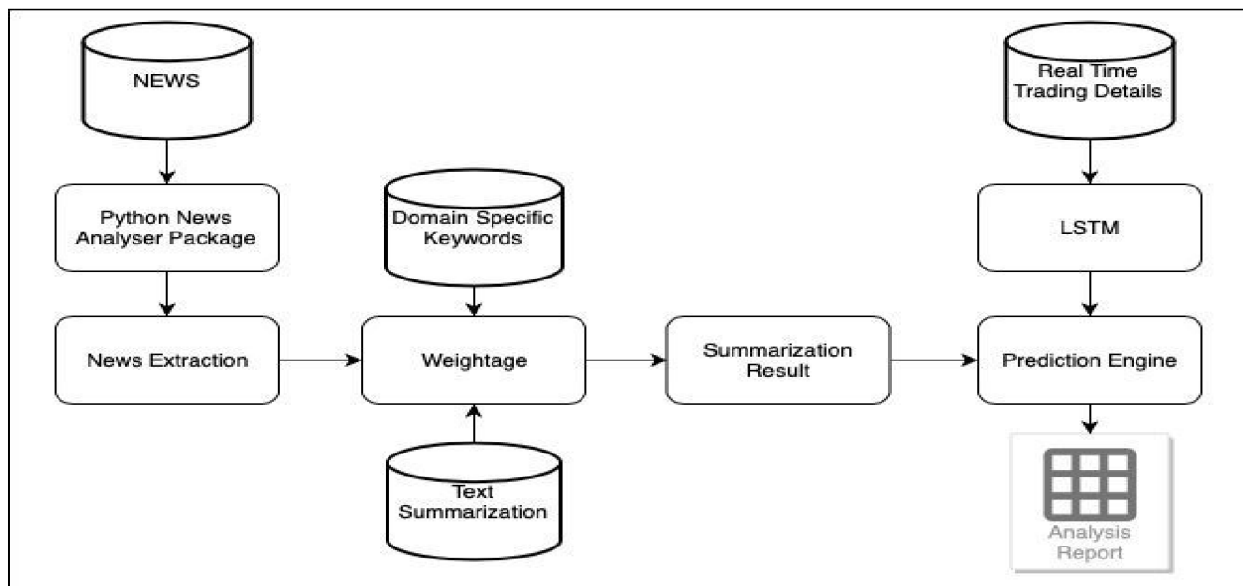 NEWS
Real Time
Trading Details
Python News
Analyser Package
Domain Specific
Keywords
LSTM
News Extraction
Weightage
Summarization
Result
Prediction Engine
Text
Summarization
Analysis
Report